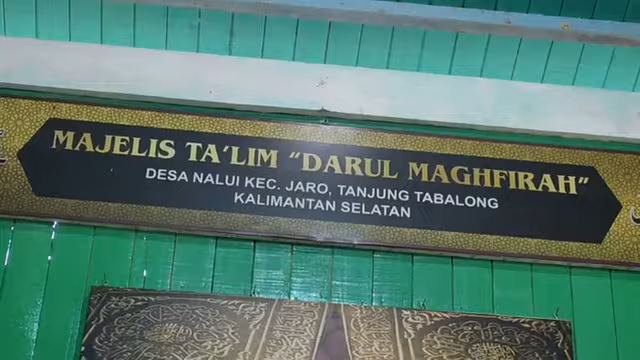 MAJELIS TA'LIM "DARUL MAGHFIRAH"
DESA NALUI KEC. JARO, TANJUNG TABALONG
KALIMANTAN SELATAN